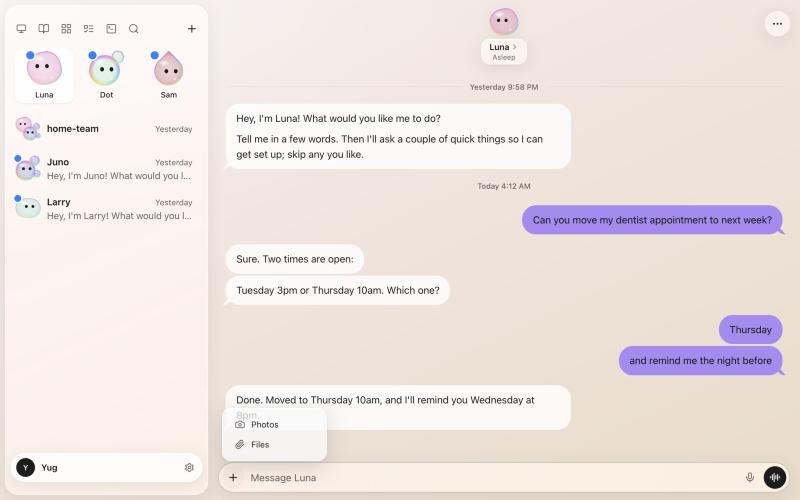 Luna
Dot
Sam
home-team
Yesterday
Juno
Yesterday
Hey, I'm Juno! What would you l...
Larry
Yesterday
Hey, I'm Larry! What would you l...
Y
Yug
Luna
Asleep
Yesterday 9:58 PM
Hey, I'm Luna! What would you like me to do?
Tell me in a few words. Then I'll ask a couple of quick things so I can
get set up; skip any you like.
Today 4:12 AM
Can you move my dentist appointment to next week?
Sure. Two times are open:
Tuesday 3pm or Thursday 10am. Which one?
Thursday
and remind me the night before
Done. Moved to Thursday 10am, and I'll remind you Wednesday at
8pm.
Photos
Files
Message Luna